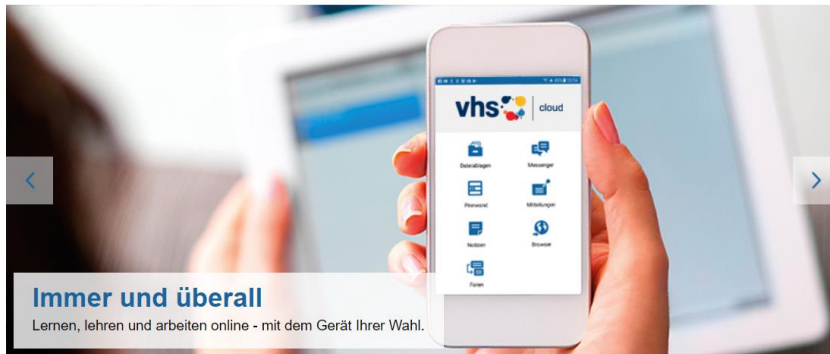 vhs cloud
Dateiablagen Messenger
Pinnwand Mitteilungen
Notizen Browser
Foren
Immer und überall
Lernen, lehren und arbeiten online - mit dem Gerät Ihrer Wahl.